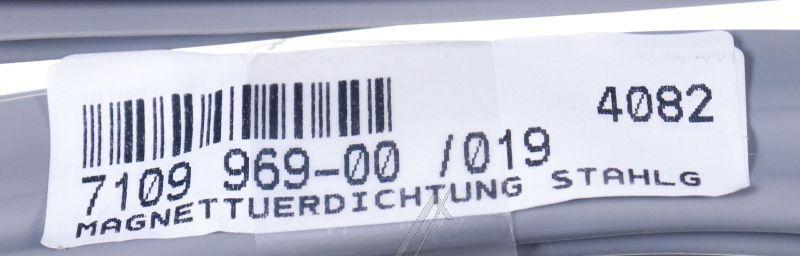 4082
7109 969-00 /019
MAGNETTUERDICHTUNG STAHLG